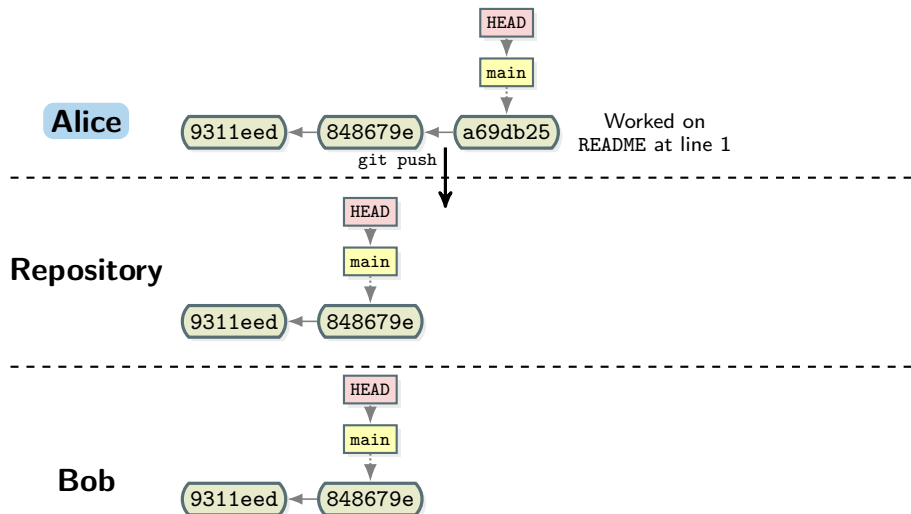 HEAD
main
Alice
9311eed 848679e a69db25
Worked on
README at line 1
git push
HEAD
main
Repository
9311eed 848679e
HEAD
main
Bob
9311eed 848679e